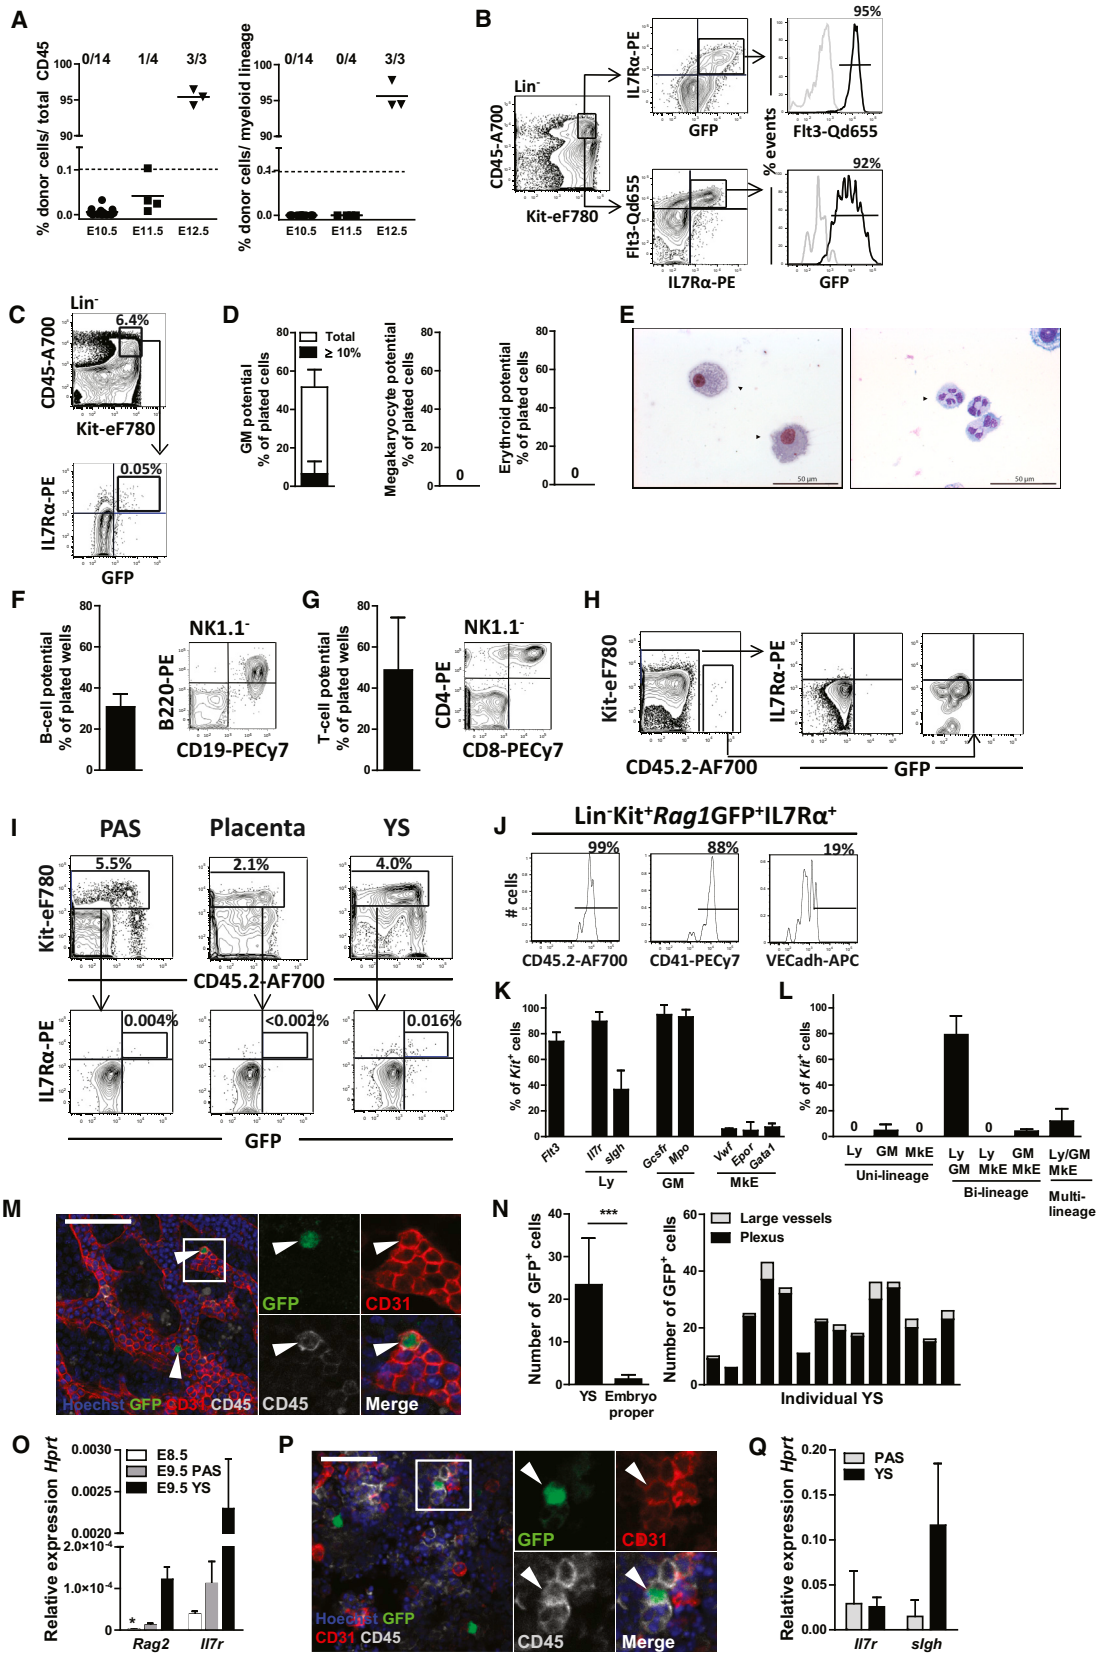 A
% donor cells/ total CD45
0/14 1/4 3/3
100
95
90
0.1
0.0
E10.5 E11.5 E12.5
% donor cells/ myeloid lineage
0/14 0/4 3/3
100
95
90
0.1
0.0
E10.5 E11.5 E12.5
B
Lin-
CD45-A700
Kit-eF780
IL7Rα-PE
GFP
Flt3-Qd655
IL7Rα-PE
% events
95%
Flt3-Qd655
92%
GFP
C
Lin-
6.4%
CD45-A700
Kit-eF780
0.05%
IL7Rα-PE
GFP
D
GM potential
% of plated cells
80
60
40
20
0
Total
≥ 10%
Megakaryocyte potential
% of plated cells
80
60
40
20
0
0
Erythroid potential
% of plated cells
80
60
40
20
0
0
E
50 µm
50 µm
F
B-cell potential
% of plated wells
80
60
40
20
0
NK1.1-
B220-PE
CD19-PECy7
G
T-cell potential
% of plated wells
80
60
40
20
0
NK1.1-
CD4-PE
CD8-PECy7
H
Kit-eF780
CD45.2-AF700
IL7Rα-PE
GFP
I
PAS Placenta YS
Kit-eF780
5.5% 2.1% 4.0%
CD45.2-AF700
IL7Rα-PE
0.004% <0.002% 0.016%
GFP
J
Lin-Kit+Rag1GFP+IL7Rα+
# cells
99% 88% 19%
CD45.2-AF700 CD41-PECy7 VECadh-APC
K
% of Kit+ cells
100
80
60
40
20
0
Flt3 Il7r sIgh Gcsfr Mpo Vwf Epor Gata1
Ly GM MkE
L
% of Kit+ cells
100
80
60
40
20
0
0 0 0
Ly GM MkE Ly GM Ly MkE GM MkE Ly/GM MkE
Uni-lineage
Bi-lineage
Multi-lineage
M
Hoechst GFP CD31 CD45
GFP
CD31
CD45
Merge
N
Number of GFP+ cells
40
30
20
10
0
***
YS Embryo proper
Number of GFP+ cells
60
40
20
0
Large vessels
Plexus
Individual YS
O
Relative expression Hprt
0.0030
0.0025
0.0020
2.0×10-4
1.0×10-4
0
E8.5
E9.5 PAS
E9.5 YS
*
Rag2 Il7r
P
Hoechst GFP
CD31 CD45
GFP
CD31
CD45
Merge
Q
Relative expression Hprt
0.20
0.15
0.10
0.05
0.00
PAS
YS
Il7r sIgh